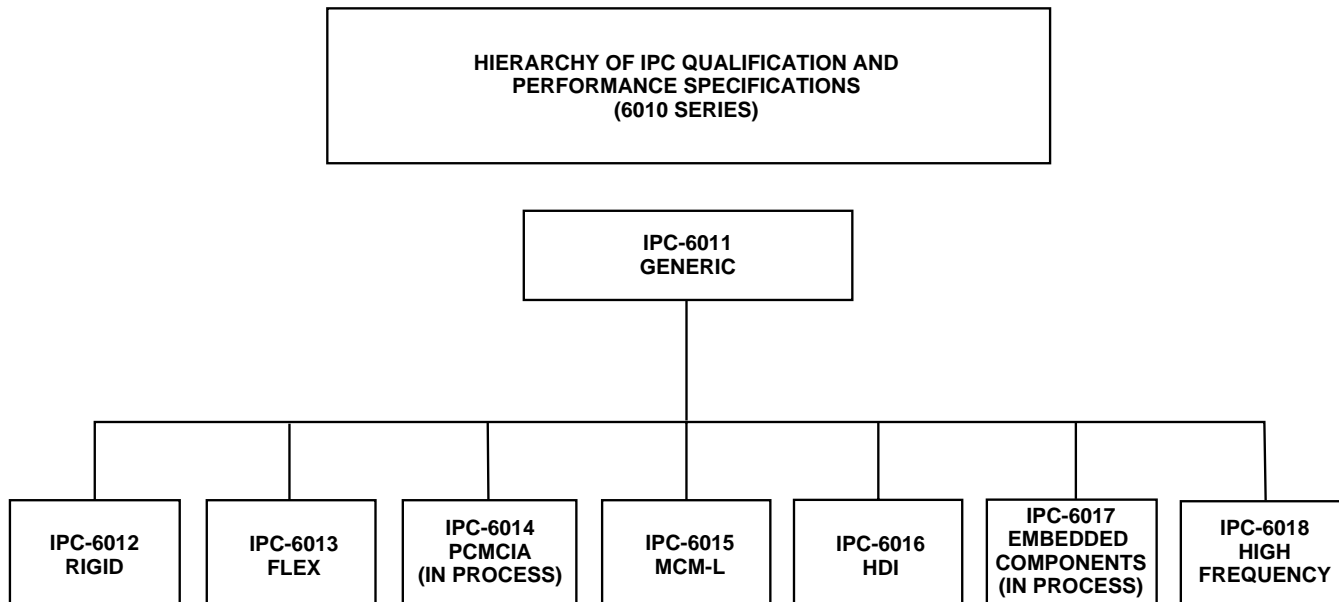 HIERARCHY OF IPC QUALIFICATION AND
PERFORMANCE SPECIFICATIONS
(6010 SERIES)
IPC-6011
GENERIC
IPC-6012
RIGID
IPC-6013
FLEX
IPC-6014
PCMCIA
(IN PROCESS)
IPC-6015
MCM-L
IPC-6016
HDI
IPC-6017
EMBEDDED
COMPONENTS
(IN PROCESS)
IPC-6018
HIGH
FREQUENCY